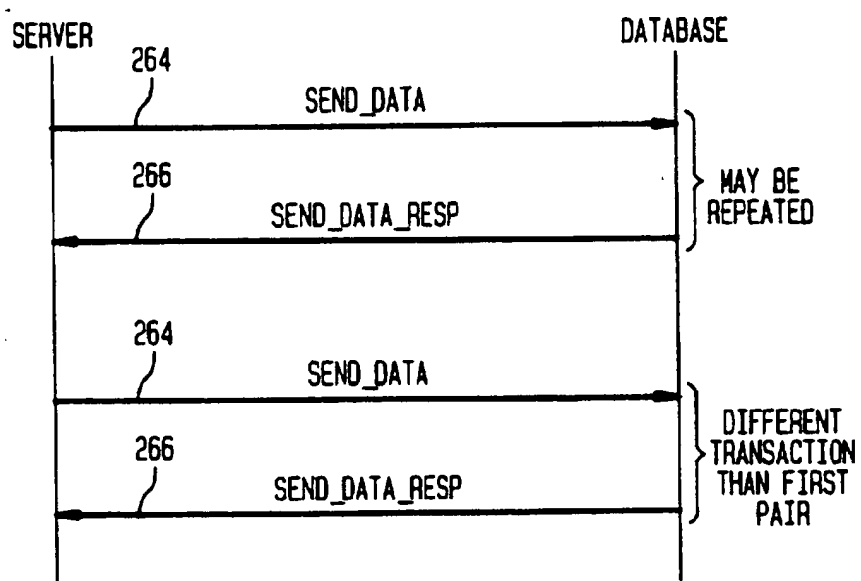 SERVER
DATABASE
264
SEND_DATA
266
SEND_DATA_RESP
MAY BE
REPEATED
264
SEND_DATA
266
SEND_DATA_RESP
DIFFERENT
TRANSACTION
THAN FIRST
PAIR